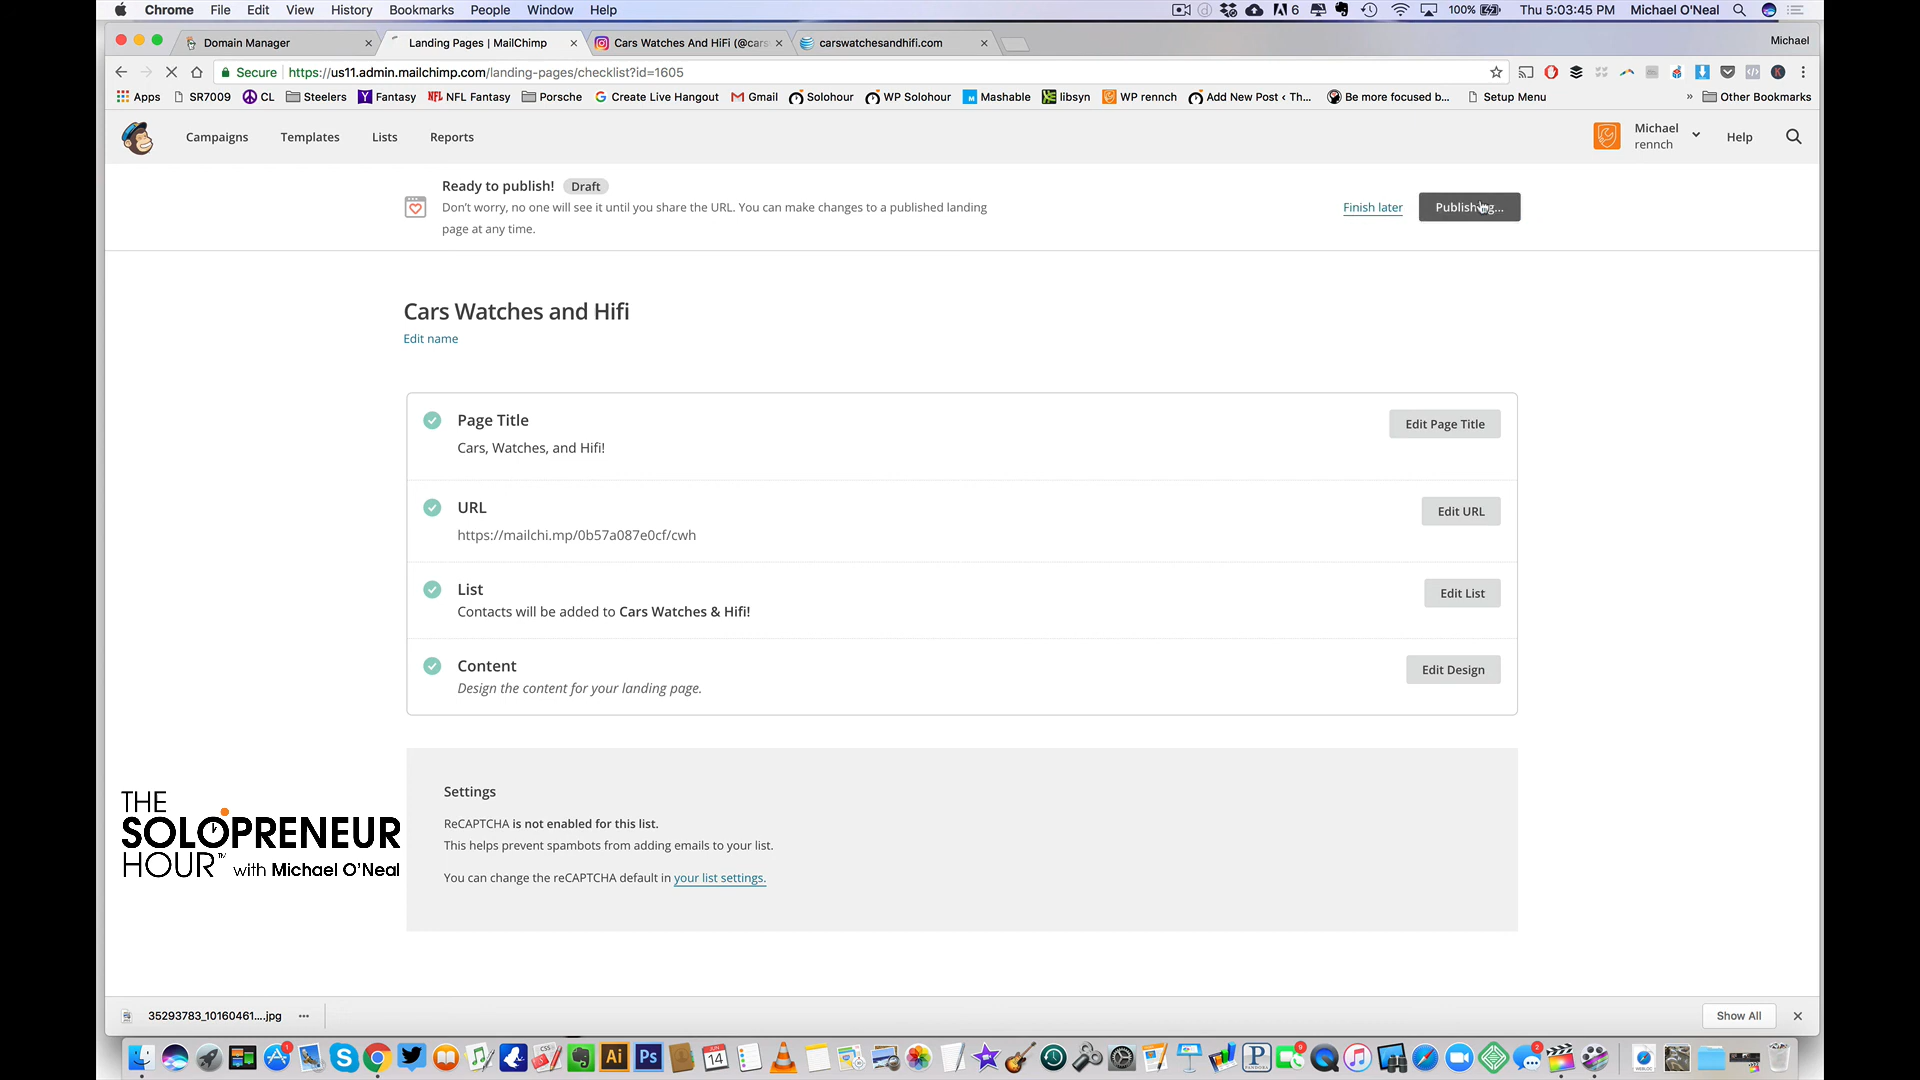 Chrome File Edit View History Bookmarks People Window Help
6 100% Thu 5:03:45 PM Michael O'Neal
Domain Manager
Landing Pages | MailChimp
Cars Watches And HiFi (@cars
carswatchesandhifi.com
Michael
Secure https://us11.admin.mailchimp.com/landing-pages/checklist?id=1605
Apps SR7009 CL Steelers Fantasy NFL Fantasy Porsche Create Live Hangout Gmail Solohour WP Solohour Mashable libsyn WP rennch Add New Post ‹ Th... Be more focused b... Setup Menu » Other Bookmarks
Campaigns Templates Lists Reports
Michael
rennch
Help
Ready to publish! Draft
Don't worry, no one will see it until you share the URL. You can make changes to a published landing
page at any time.
Finish later
Cars Watches and Hifi
Edit name
Page Title
Cars, Watches, and Hifi!
Edit Page Title
URL
https://mailchi.mp/0b57a087e0cf/cwh
Edit URL
List
Contacts will be added to Cars Watches & Hifi!
Edit List
Content
Design the content for your landing page.
Edit Design
Settings
ReCAPTCHA is not enabled for this list.
This helps prevent spambots from adding emails to your list.
You can change the reCAPTCHA default in your list settings.
THE
SOLOPRENEUR
HOUR™ with Michael O'Neal
35293783_10160461....jpg
Show All
Ai Ps JUN 14